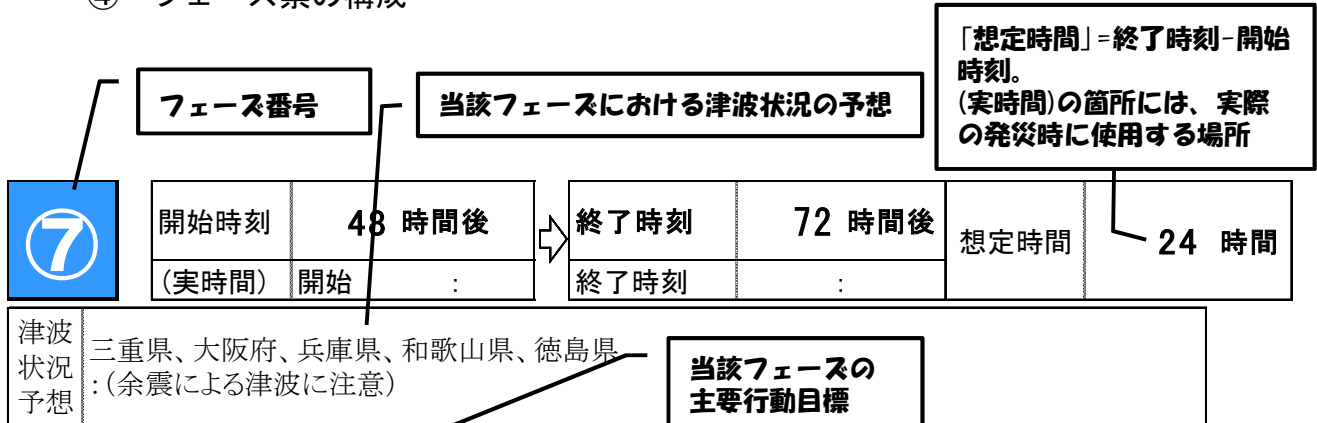 ④ フェーズ票の構成
「想定時間」=終了時刻-開始
時刻。
(実時間)の箇所には、実際
の発災時に使用する場所
フェーズ番号
当該フェーズにおける津波状況の予想
⑦
開始時刻 48 時間後 ⇨ 終了時刻 72 時間後 想定時間 24 時間
(実時間) 開始 : 終了時刻 :
津波
状況
予想
三重県、大阪府、兵庫県、和歌山県、徳島県
:(余震による津波に注意)
当該フェーズの
主要行動目標